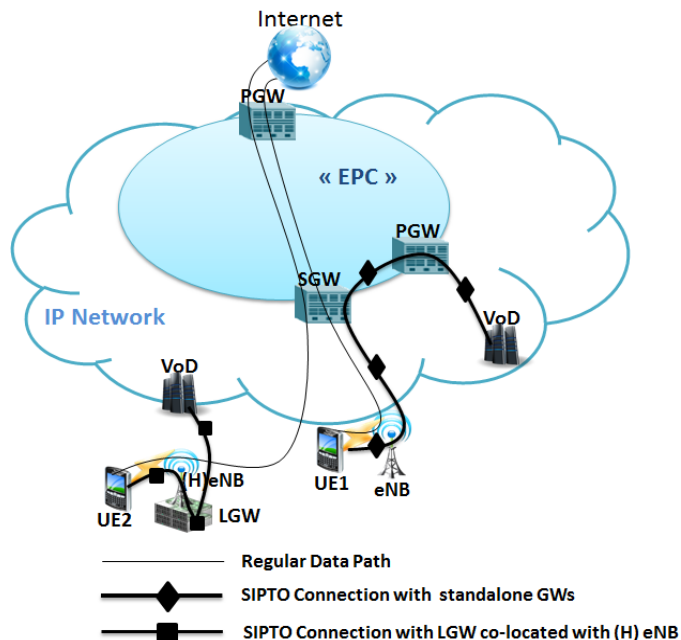 Internet
PGW
« EPC »
PGW
SGW
IP Network
VoD
VoD
UE1
eNB
(H)eNB
UE2
LGW
Regular Data Path
SIPTO Connection with standalone GWs
SIPTO Connection with LGW co-located with (H) eNB